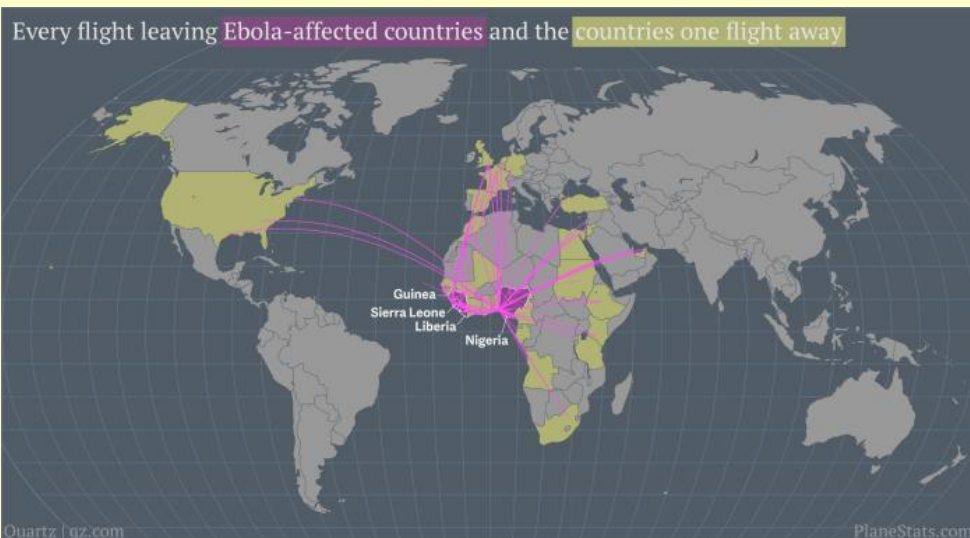 Every flight leaving Ebola-affected countries and the countries one flight away
Guinea
Sierra Leone
Liberia
Nigeria
Quartz | qz.com
PlaneStats.com